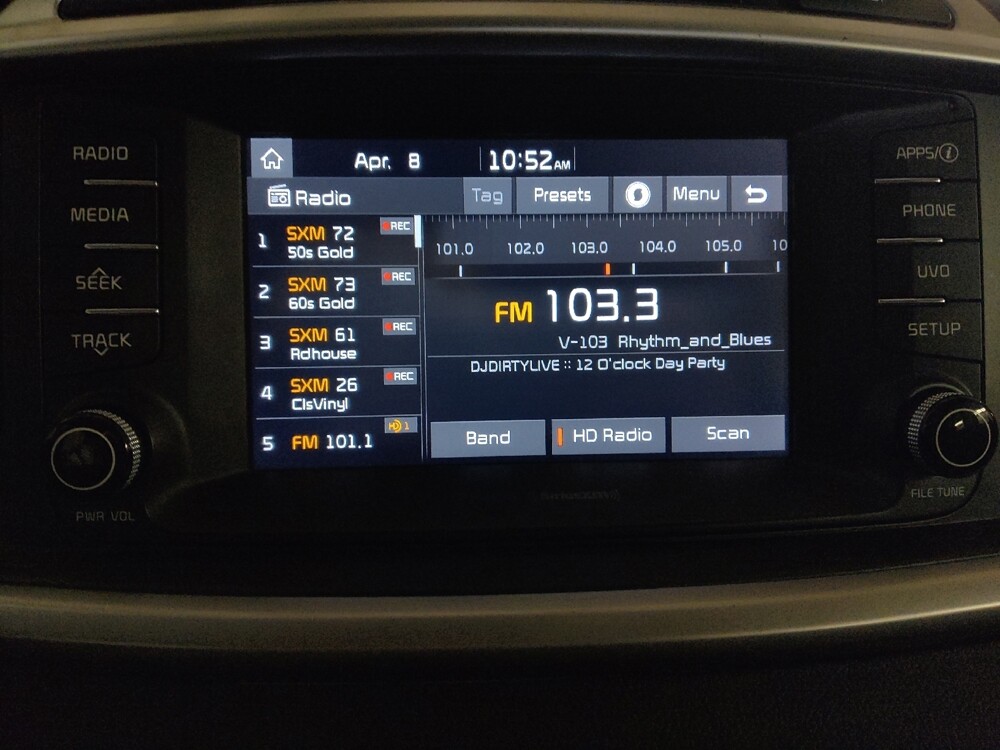 RADIO
MEDIA
SEEK
TRACK
PWR VOL
Apr. 8 10:52AM
Radio Tag Presets Menu
1 SXM 72 REC
50s Gold
2 SXM 73 REC
60s Gold
3 SXM 61 REC
Rdhouse
4 SXM 26 REC
ClsVinyl
5 FM 101.1 HD 1
101.0 102.0 103.0 104.0 105.0 10
FM 103.3
V-103 Rhythm_and_Blues
DJDIRTYLIVE :: 12 O'clock Day Party
Band HD Radio Scan
APPS/i
PHONE
UVO
SETUP
FILE TUNE